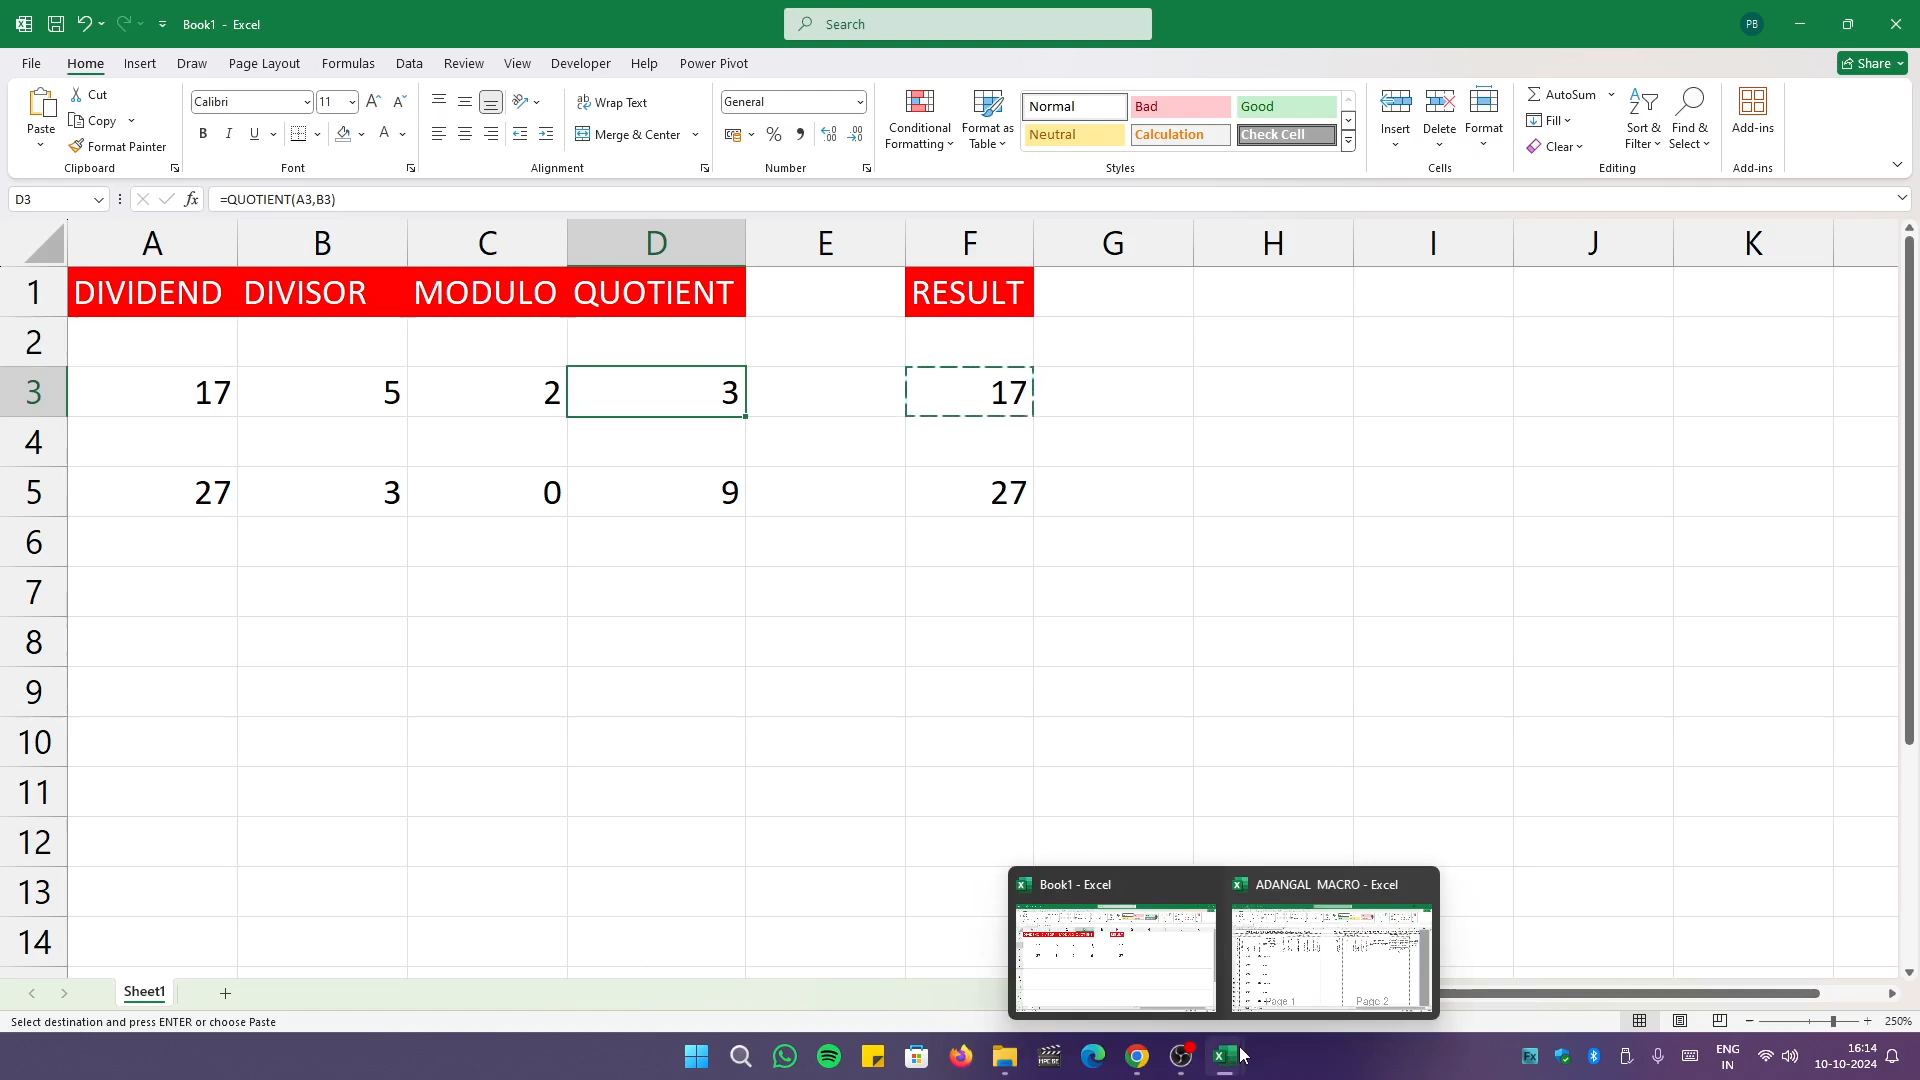 Book1 - Excel
Search
PB
File Home Insert Draw Page Layout Formulas Data Review View Developer Help Power Pivot
Share
Paste
Cut
Copy
Format Painter
Clipboard
Calibri 11
B I U
Font
Wrap Text
Merge & Center
Alignment
General
Number
Conditional Formatting
Format as Table
Normal Bad Good
Neutral Calculation Check Cell
Styles
Insert Delete Format
Cells
AutoSum
Fill
Clear
Sort & Filter
Find & Select
Editing
Add-ins
Add-ins
D3
fx
=QUOTIENT(A3,B3)
A B C D E F G H I J K
1 DIVIDEND DIVISOR MODULO QUOTIENT RESULT
2
3 17 5 2 3 17
4
5 27 3 0 9 27
6
7
8
9
10
11
12
13
14
Book1 - Excel
ADANGAL MACRO - Excel
Page 1 Page 2
Sheet1
Select destination and press ENTER or choose Paste
250%
ENG
IN
16:14
10-10-2024